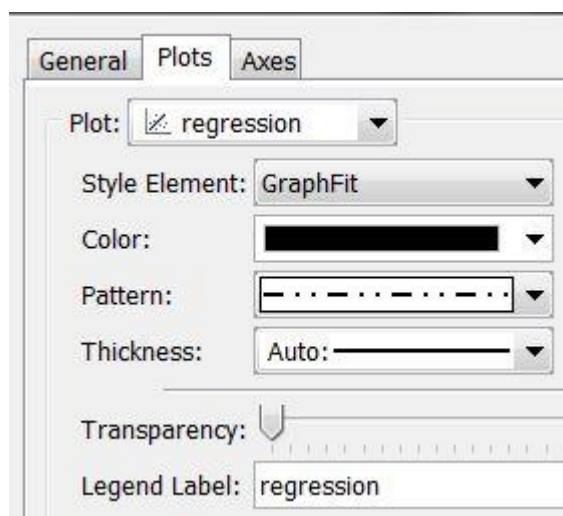 General Plots Axes
Plot: regression
Style Element: GraphFit
Color:
Pattern:
Thickness: Auto:
Transparency:
Legend Label: regression